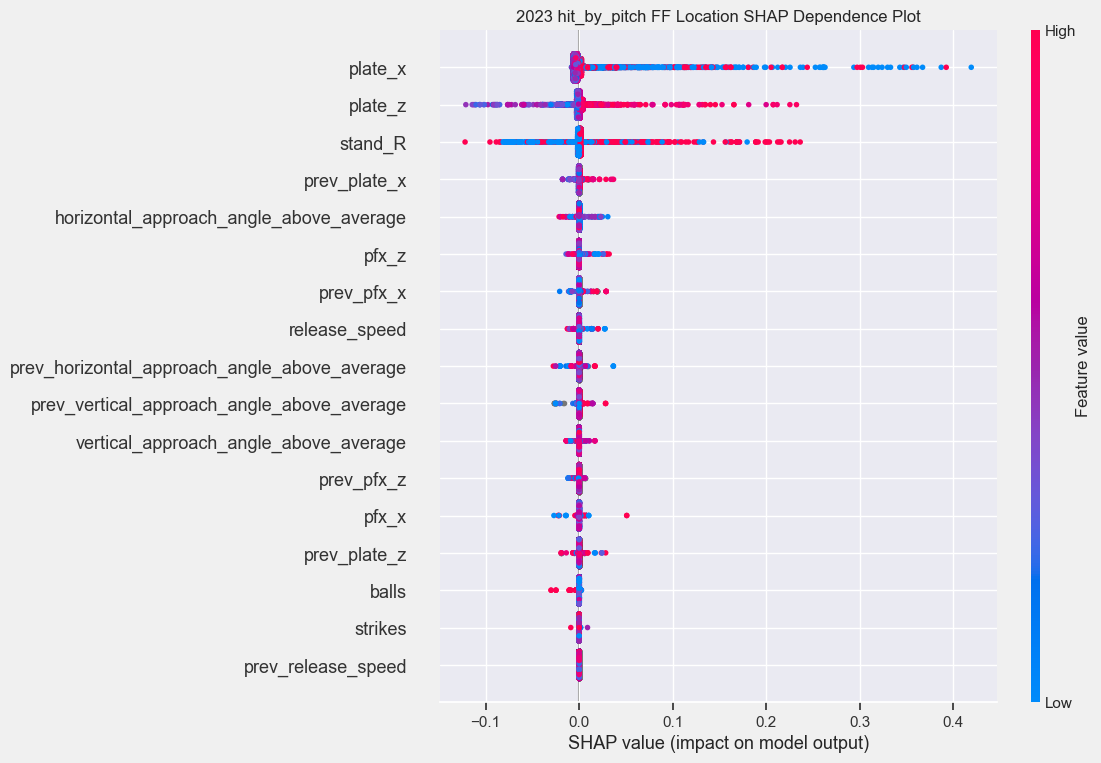 2023 hit_by_pitch FF Location SHAP Dependence Plot
High
plate_x
plate_z
stand_R
prev_plate_x
horizontal_approach_angle_above_average
pfx_z
prev_pfx_x
release_speed
prev_horizontal_approach_angle_above_average
prev_vertical_approach_angle_above_average
vertical_approach_angle_above_average
prev_pfx_z
pfx_x
prev_plate_z
balls
strikes
prev_release_speed
Feature value
Low
−0.1 0.0 0.1 0.2 0.3 0.4
SHAP value (impact on model output)